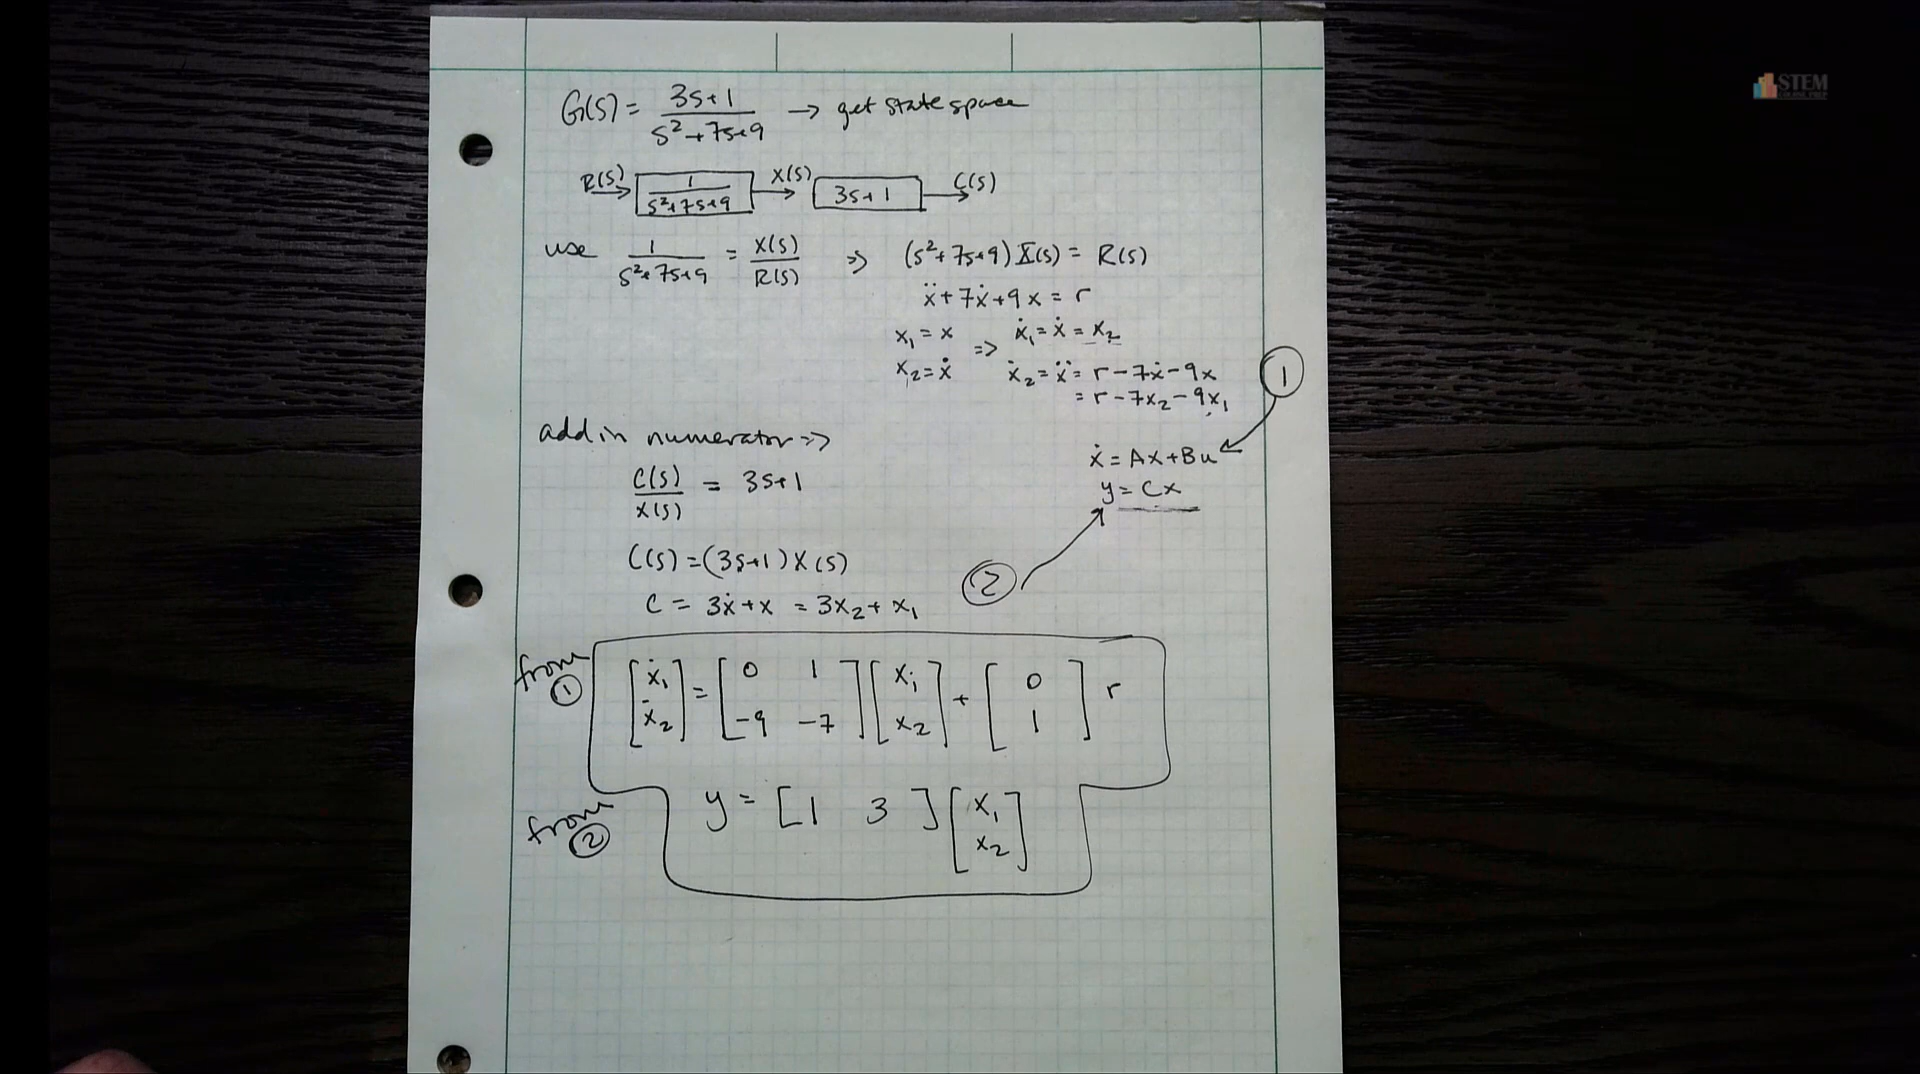 G(s) = 3s+1 / s²+7s+9 → get state space
R(s) → 1 / s²+7s+9 → X(s) → 3s+1 → C(s)
use 1 / s²+7s+9 = X(s) / R(s) ⇒ (s²+7s+9) X(s) = R(s)
ẍ + 7ẋ + 9x = r
x₁ = x ⇒ ẋ₁ = ẋ = x₂
x₂ = ẋ ẋ₂ = ẍ = r − 7ẋ − 9x
= r − 7x₂ − 9x₁
①
add in numerator ⇒
ẋ = Ax + Bu
C(s) / X(s) = 3s+1
y = Cx
C(s) = (3s+1) X(s)
②
c = 3ẋ + x = 3x₂ + x₁
from ① [ẋ₁ ẋ₂] = [0 1 −9 −7] [x₁ x₂] + [0 1] r
from ② y = [1 3] [x₁ x₂]
STEM